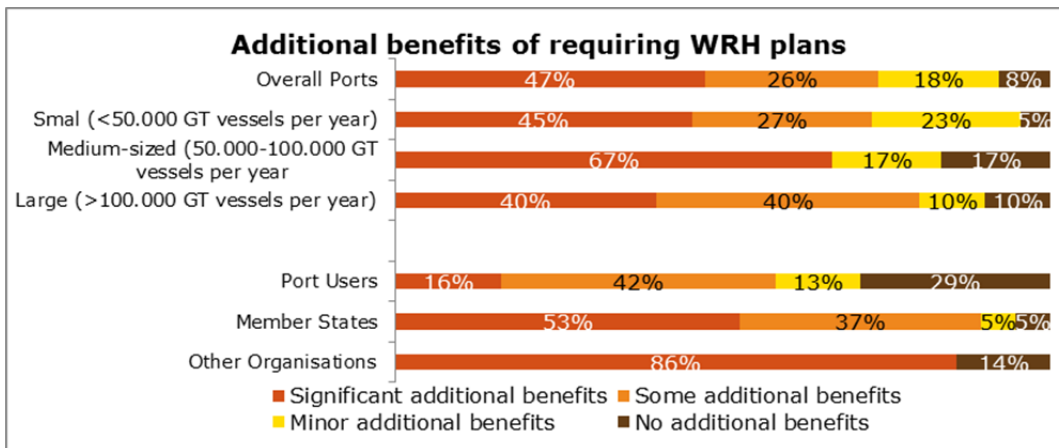 Additional benefits of requiring WRH plans
Overall Ports
47% 26% 18% 8%
Smal (<50.000 GT vessels per year)
45% 27% 23% 5%
Medium-sized (50.000-100.000 GT
vessels per year
67% 17% 17%
Large (>100.000 GT vessels per year)
40% 40% 10% 10%
Port Users
16% 42% 13% 29%
Member States
53% 37% 5% 5%
Other Organisations
86% 14%
Significant additional benefits Some additional benefits
Minor additional benefits No additional benefits